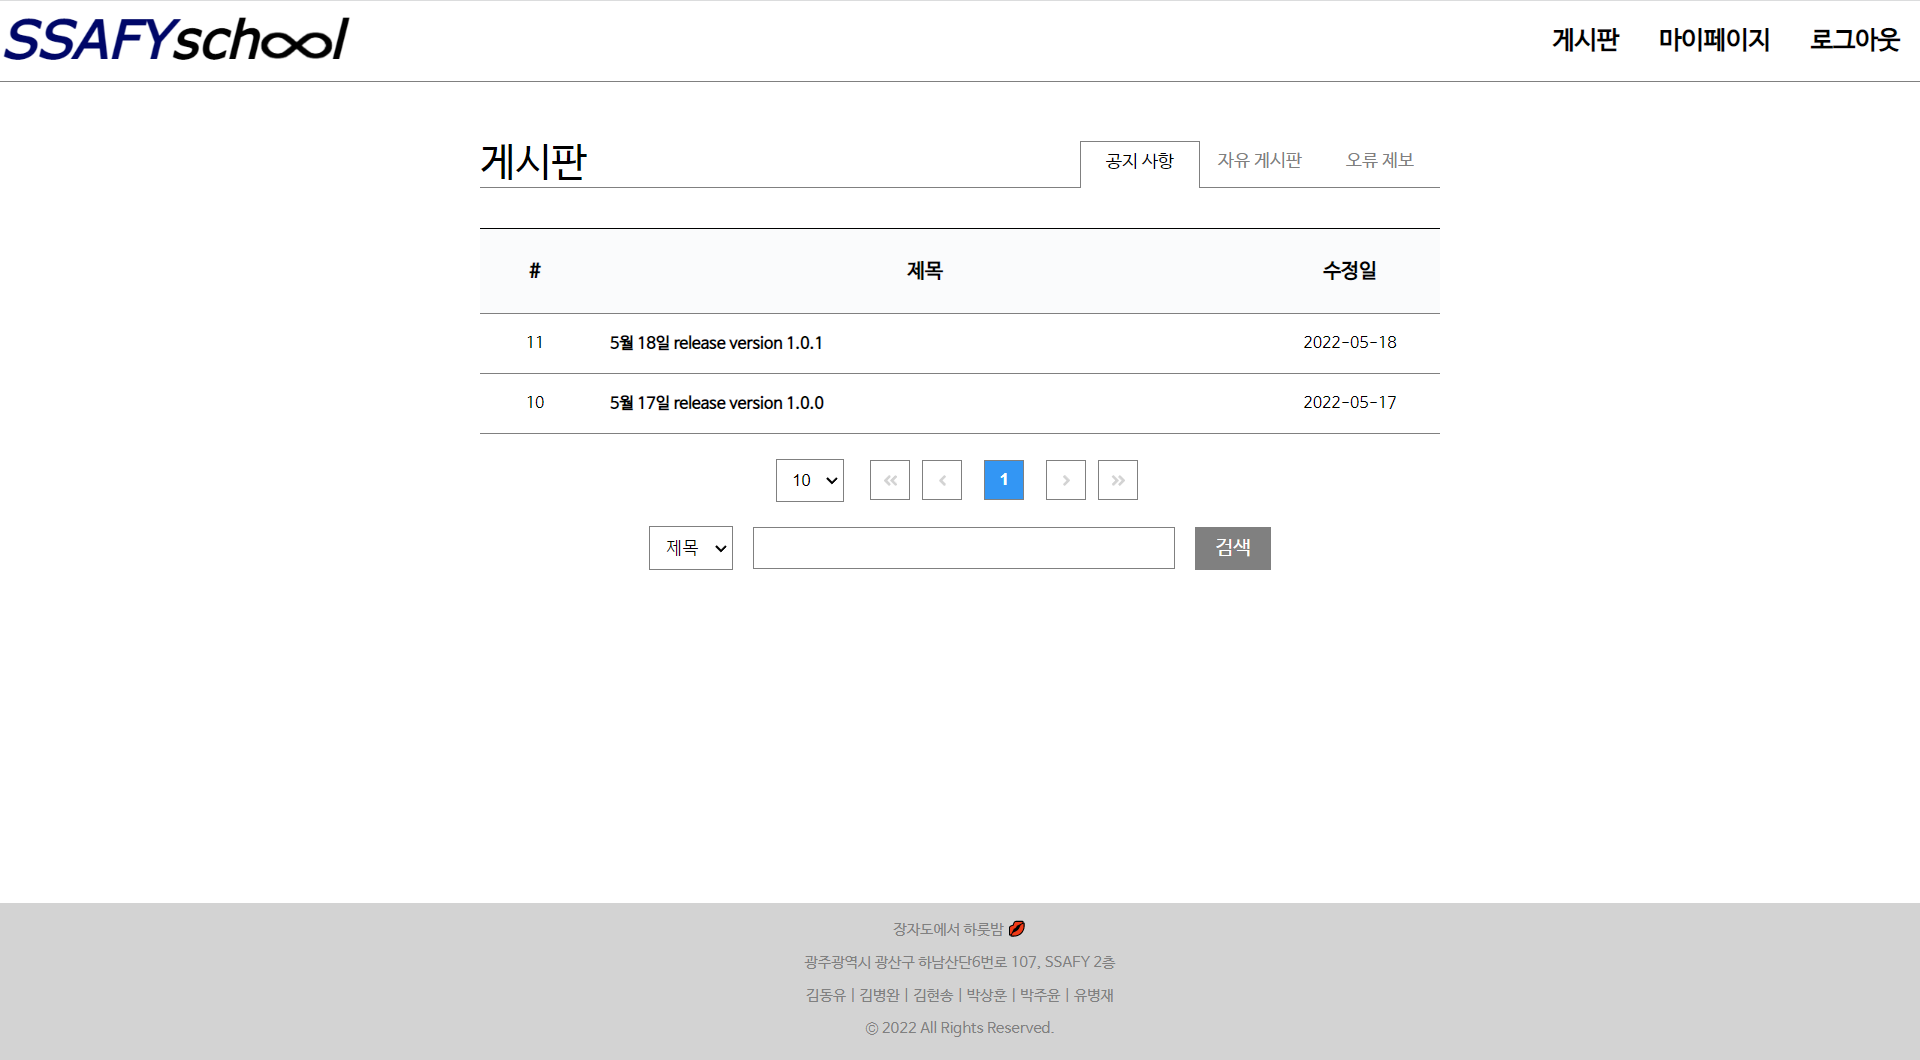 SSAFYschool
게시판 마이페이지 로그아웃
게시판 공지 사항 자유 게시판 오류 제보
# 제목 수정일
11 5월 18일 release version 1.0.1 2022-05-18
10 5월 17일 release version 1.0.0 2022-05-17
10 « ‹ 1 › »
제목 검색
장자도에서 하룻밤 💋
광주광역시 광산구 하남산단6번로 107, SSAFY 2층
김동유 | 김병완 | 김현송 | 박상훈 | 박주윤 | 유병재
© 2022 All Rights Reserved.